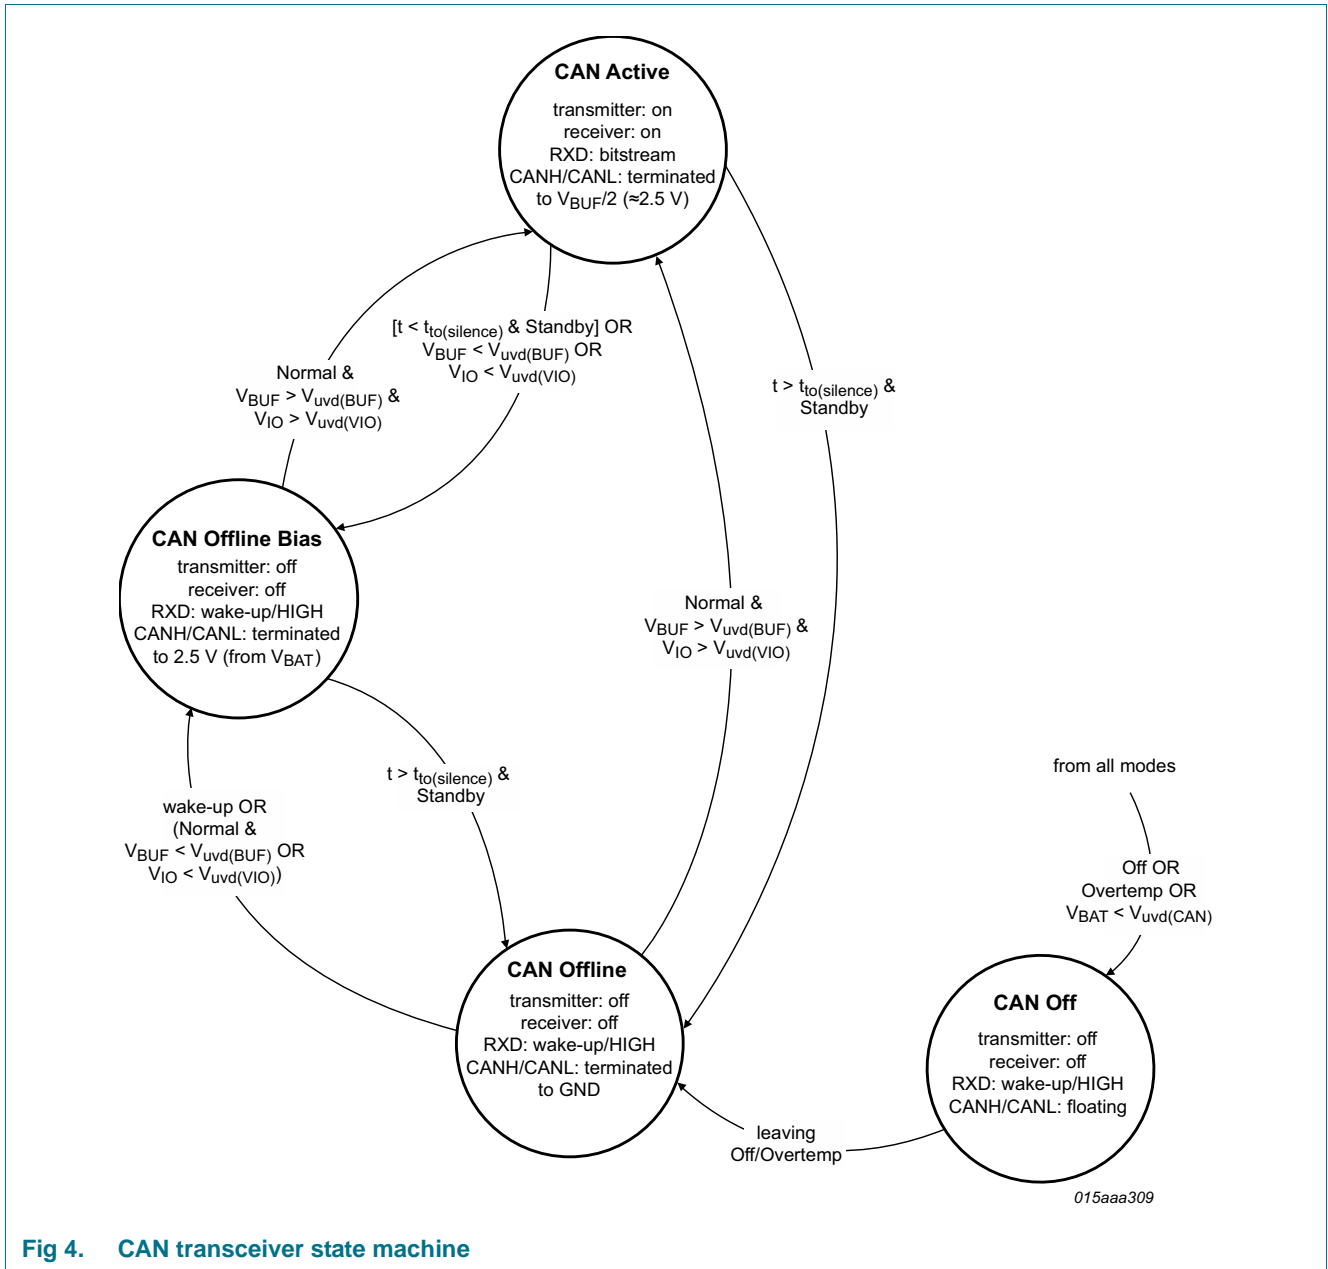 CAN Active
transmitter: on
receiver: on
RXD: bitstream
CANH/CANL: terminated
to VBUF/2 (≈2.5 V)
[t < tto(silence) & Standby] OR
VBUF < Vuvd(BUF) OR
VIO < Vuvd(VIO)
Normal &
VBUF > Vuvd(BUF) &
VIO > Vuvd(VIO)
t > tto(silence) &
Standby
CAN Offline Bias
transmitter: off
receiver: off
RXD: wake-up/HIGH
CANH/CANL: terminated
to 2.5 V (from VBAT)
Normal &
VBUF > Vuvd(BUF) &
VIO > Vuvd(VIO)
t > tto(silence) &
Standby
wake-up OR
(Normal &
VBUF < Vuvd(BUF) OR
VIO < Vuvd(VIO))
from all modes
Off OR
Overtemp OR
VBAT < Vuvd(CAN)
CAN Offline
transmitter: off
receiver: off
RXD: wake-up/HIGH
CANH/CANL: terminated
to GND
CAN Off
transmitter: off
receiver: off
RXD: wake-up/HIGH
CANH/CANL: floating
leaving
Off/Overtemp
015aaa309
Fig 4. CAN transceiver state machine